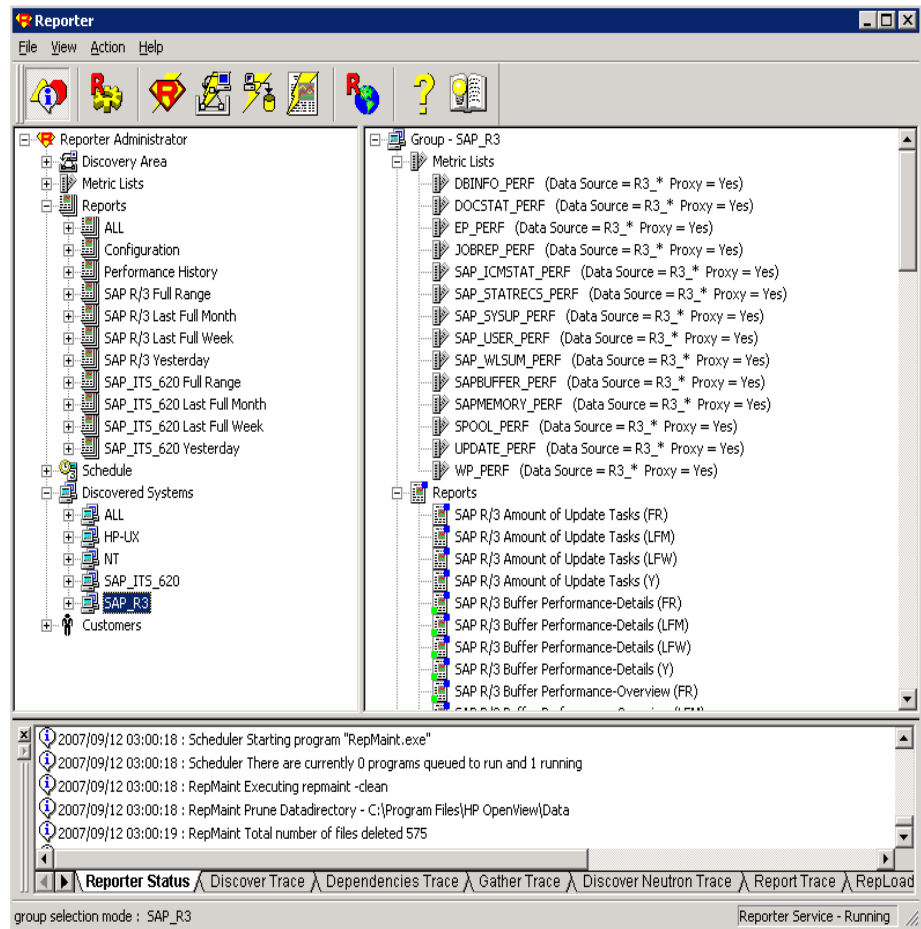 Reporter
File View Action Help
Reporter Administrator
Discovery Area
Metric Lists
Reports
ALL
Configuration
Performance History
SAP R/3 Full Range
SAP R/3 Last Full Month
SAP R/3 Last Full Week
SAP R/3 Yesterday
SAP_ITS_620 Full Range
SAP_ITS_620 Last Full Month
SAP_ITS_620 Last Full Week
SAP_ITS_620 Yesterday
Schedule
Discovered Systems
ALL
HP-UX
NT
SAP_ITS_620
SAP_R3
Customers
Group - SAP_R3
Metric Lists
DBINFO_PERF (Data Source = R3_* Proxy = Yes)
DOCSTAT_PERF (Data Source = R3_* Proxy = Yes)
EP_PERF (Data Source = R3_* Proxy = Yes)
JOBREP_PERF (Data Source = R3_* Proxy = Yes)
SAP_ICMSTAT_PERF (Data Source = R3_* Proxy = Yes)
SAP_STATRECS_PERF (Data Source = R3_* Proxy = Yes)
SAP_SYSUP_PERF (Data Source = R3_* Proxy = Yes)
SAP_USER_PERF (Data Source = R3_* Proxy = Yes)
SAP_WLSUM_PERF (Data Source = R3_* Proxy = Yes)
SAPBUFFER_PERF (Data Source = R3_* Proxy = Yes)
SAPMEMORY_PERF (Data Source = R3_* Proxy = Yes)
SPOOL_PERF (Data Source = R3_* Proxy = Yes)
UPDATE_PERF (Data Source = R3_* Proxy = Yes)
WP_PERF (Data Source = R3_* Proxy = Yes)
Reports
SAP R/3 Amount of Update Tasks (FR)
SAP R/3 Amount of Update Tasks (LFM)
SAP R/3 Amount of Update Tasks (LFW)
SAP R/3 Amount of Update Tasks (Y)
SAP R/3 Buffer Performance-Details (FR)
SAP R/3 Buffer Performance-Details (LFM)
SAP R/3 Buffer Performance-Details (LFW)
SAP R/3 Buffer Performance-Details (Y)
SAP R/3 Buffer Performance-Overview (FR)
2007/09/12 03:00:18 : Scheduler Starting program "RepMaint.exe"
2007/09/12 03:00:18 : Scheduler There are currently 0 programs queued to run and 1 running
2007/09/12 03:00:18 : RepMaint Executing repmaint -clean
2007/09/12 03:00:18 : RepMaint Prune Datadirectory - C:\Program Files\HP OpenView\Data
2007/09/12 03:00:19 : RepMaint Total number of files deleted 575
Reporter Status Discover Trace Dependencies Trace Gather Trace Discover Neutron Trace Report Trace RepLoad
group selection mode : SAP_R3 Reporter Service - Running